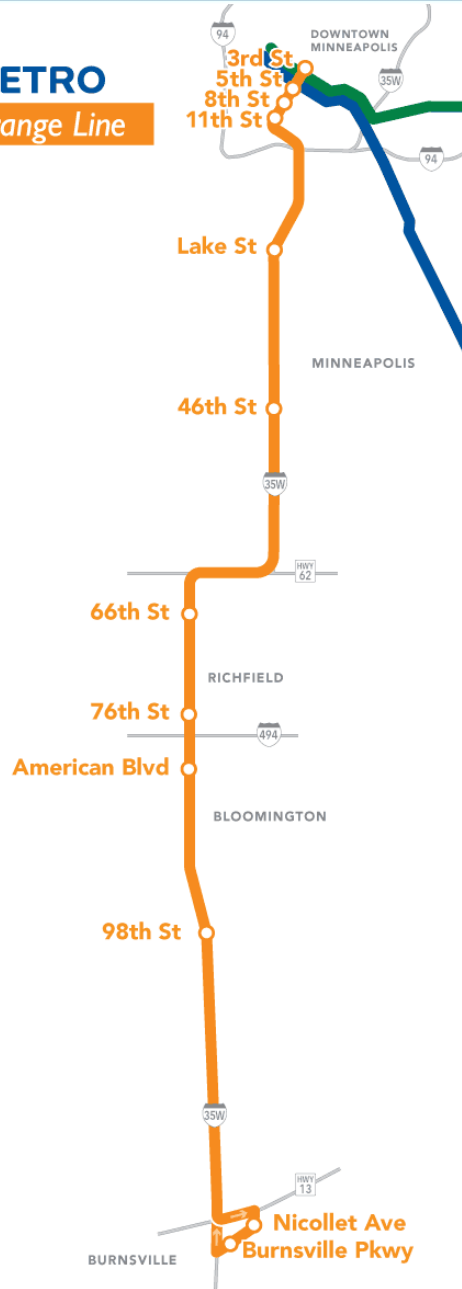 94
DOWNTOWN
MINNEAPOLIS
3rd St
5th St
35W
8th St
11th St
ETRO
range Line
94
Lake St
MINNEAPOLIS
46th St
35W
HWY
62
66th St
RICHFIELD
76th St
494
American Blvd
BLOOMINGTON
98th St
35W
HWY
13
Nicollet Ave
Burnsville Pkwy
BURNSVILLE